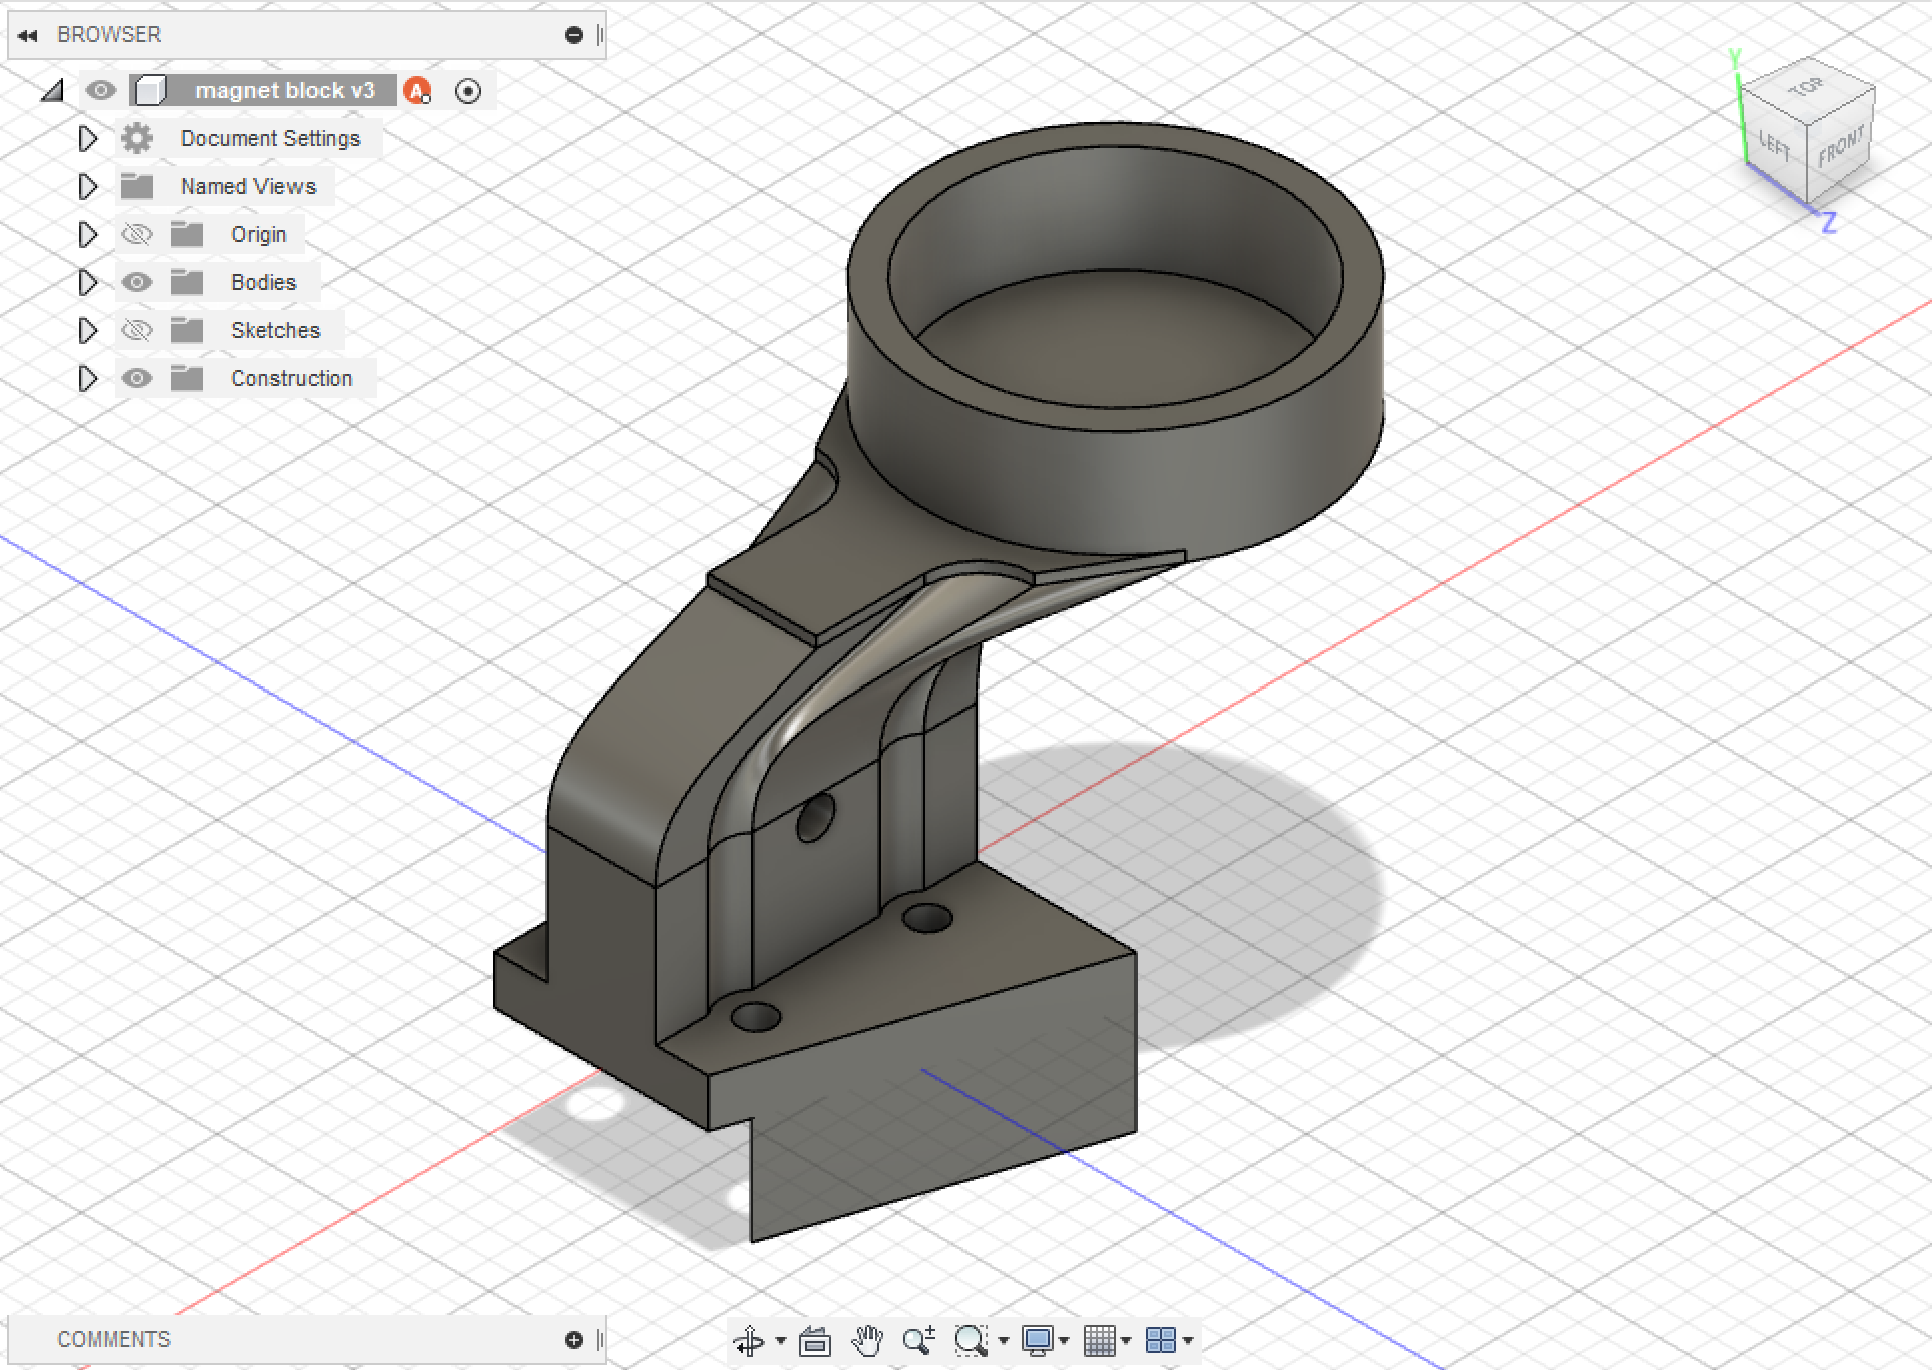 BROWSER
magnet block v3
A
Document Settings
Named Views
Origin
Bodies
Sketches
Construction
Y
TOP
LEFT
FRONT
Z
COMMENTS